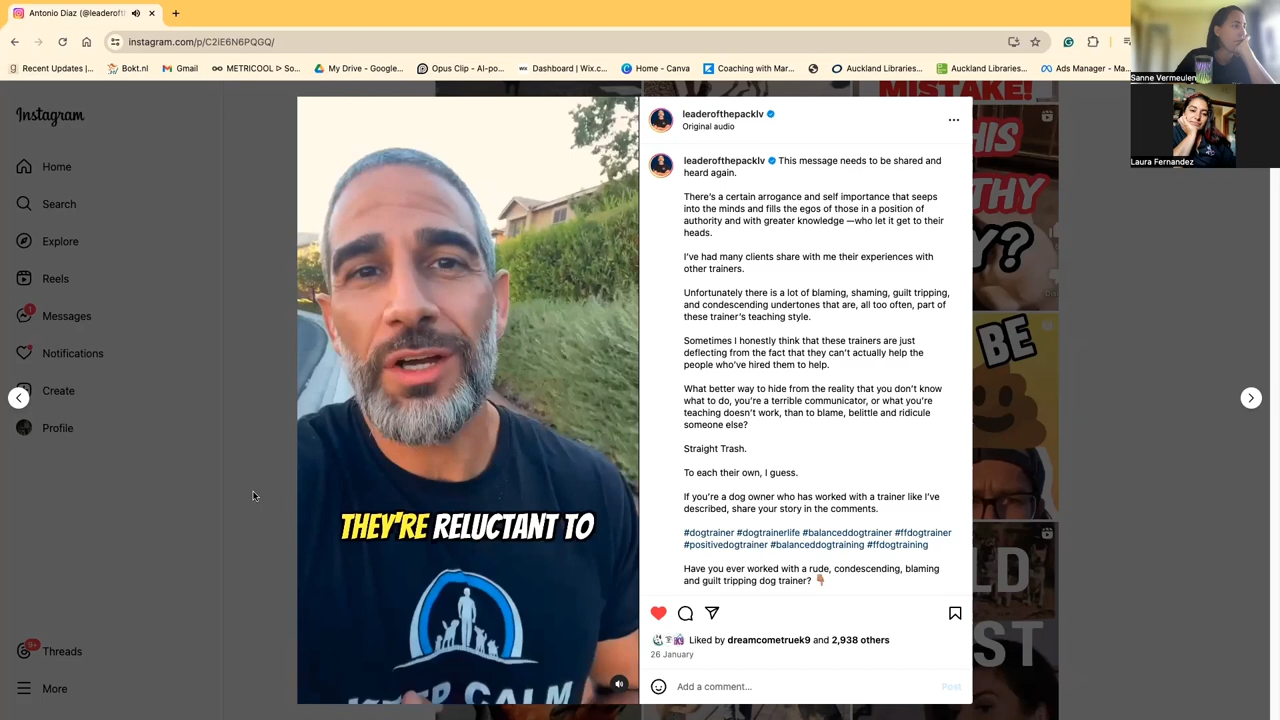 Antonio Diaz (@leaderoft
instagram.com/p/C2iE6N6PQGQ/
Recent Updates |...
Bokt.nl
Gmail
METRICOOL ᐅ So...
My Drive - Google...
Opus Clip - AI-po...
Dashboard | Wix.c...
Home - Canva
Coaching with Mar...
Auckland Libraries...
Auckland Libraries...
Ads Manager - Ma...
Sanne Vermeulen
Laura Fernandez
Instagram
Home
Search
Explore
Reels
1
Messages
Notifications
Create
Profile
9+
Threads
More
THEY'RE RELUCTANT TO
KEEP CALM
leaderofthepacklv
Original audio
leaderofthepacklv This message needs to be shared and
heard again.
There's a certain arrogance and self importance that seeps
into the minds and fills the egos of those in a position of
authority and with greater knowledge —who let it get to their
heads.
I've had many clients share with me their experiences with
other trainers.
Unfortunately there is a lot of blaming, shaming, guilt tripping,
and condescending undertones that are, all too often, part of
these trainer's teaching style.
Sometimes I honestly think that these trainers are just
deflecting from the fact that they can't actually help the
people who've hired them to help.
What better way to hide from the reality that you don't know
what to do, you're a terrible communicator, or what you're
teaching doesn't work, than to blame, belittle and ridicule
someone else?
Straight Trash.
To each their own, I guess.
If you're a dog owner who has worked with a trainer like I've
described, share your story in the comments.
#dogtrainer #dogtrainerlife #balanceddogtrainer #ffdogtrainer
#positivedogtrainer #balanceddogtraining #ffdogtraining
Have you ever worked with a rude, condescending, blaming
and guilt tripping dog trainer? 👇🏽
Liked by dreamcometruek9 and 2,938 others
26 January
Add a comment...
Post
MISTAKE!
HIS
THY
Y?
BE
LD
ST